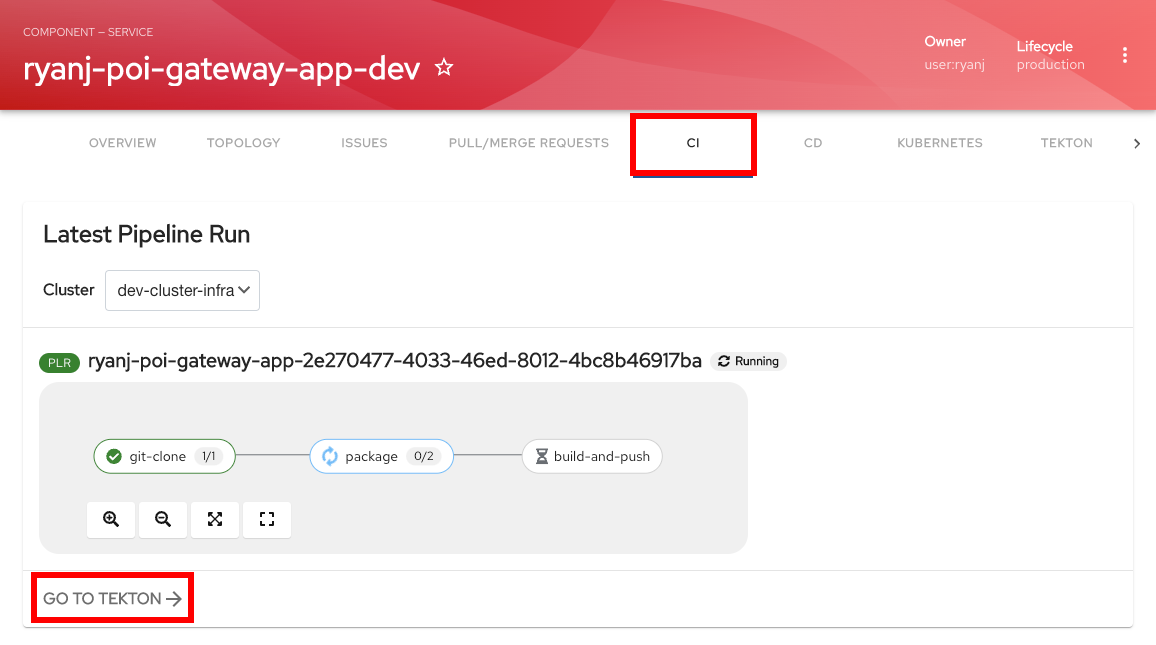 COMPONENT — SERVICE
ryanj-poi-gateway-app-dev
Owner
user:ryanj
Lifecycle
production
OVERVIEW TOPOLOGY ISSUES PULL/MERGE REQUESTS CI CD KUBERNETES TEKTON
Latest Pipeline Run
Cluster dev-cluster-infra
PLR ryanj-poi-gateway-app-2e270477-4033-46ed-8012-4bc8b46917ba Running
git-clone 1/1 package 0/2 build-and-push
GO TO TEKTON